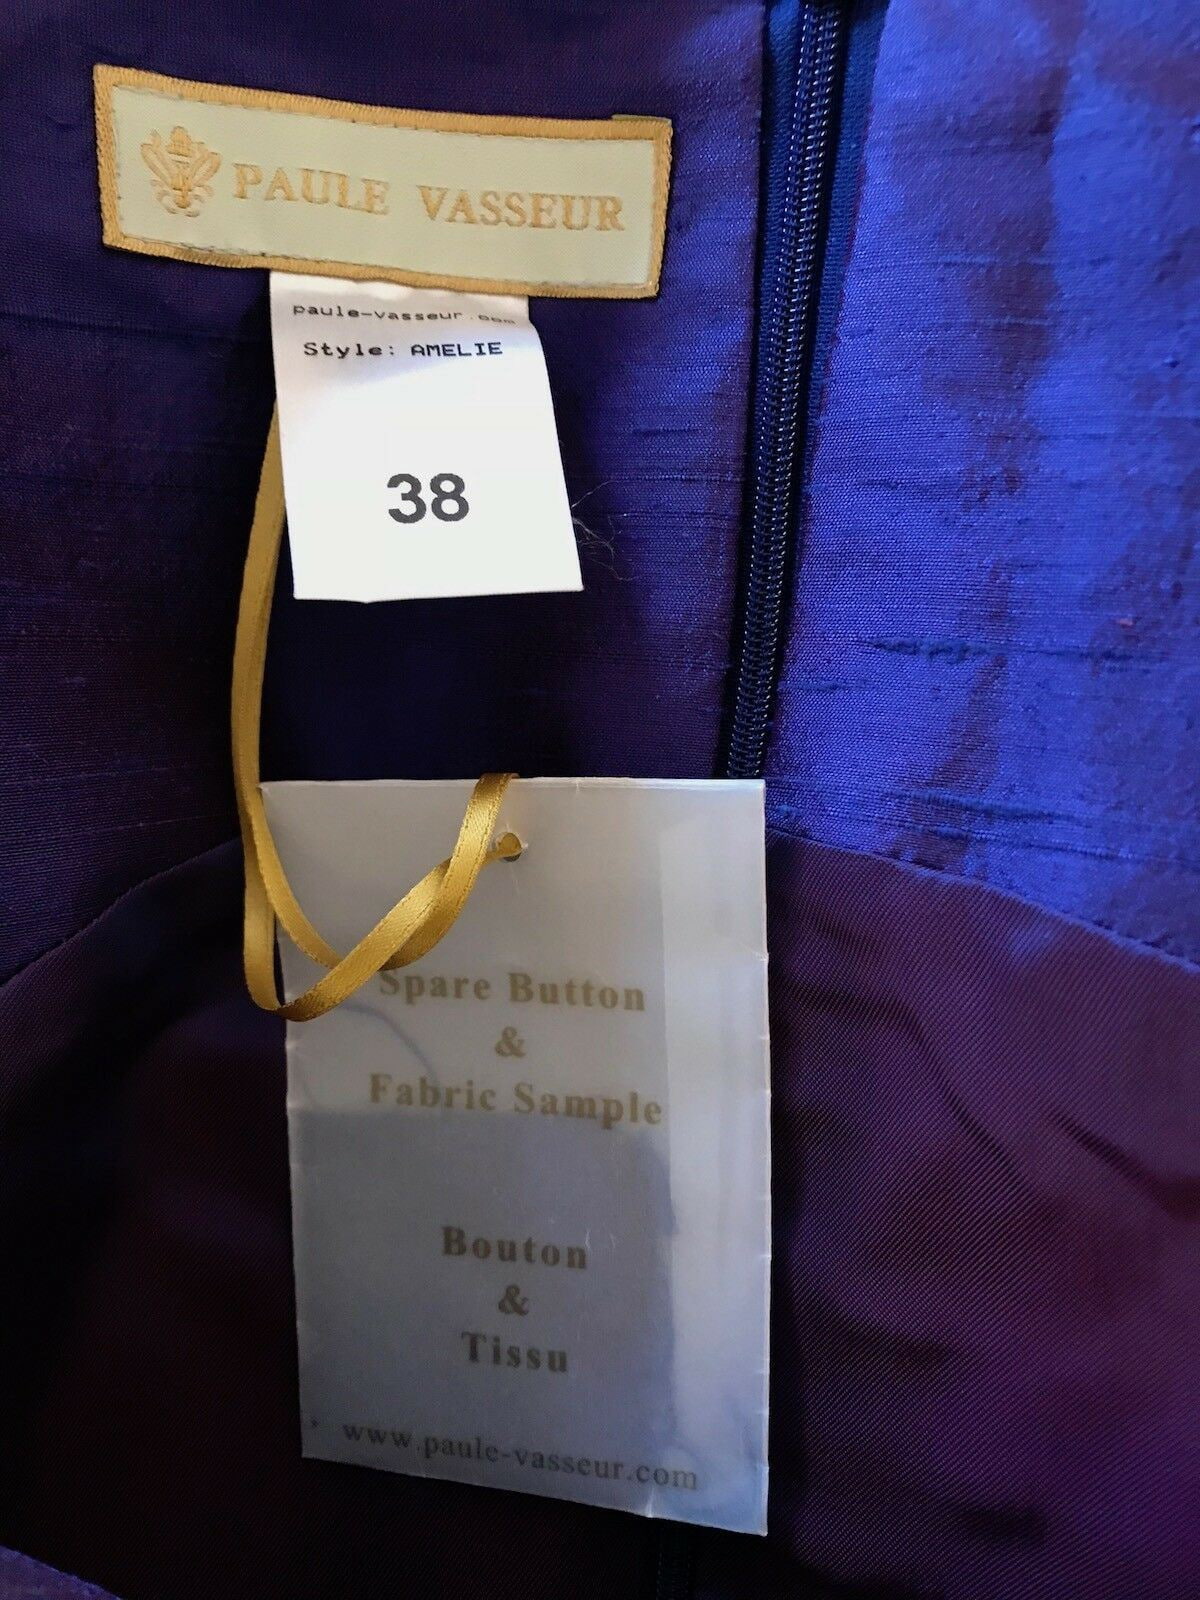 PAULE VASSEUR
paule-vasseur.com
Style: AMELIE
38
Spare Button
&
Fabric Sample
Bouton
&
Tissu
www.paule-vasseur.com